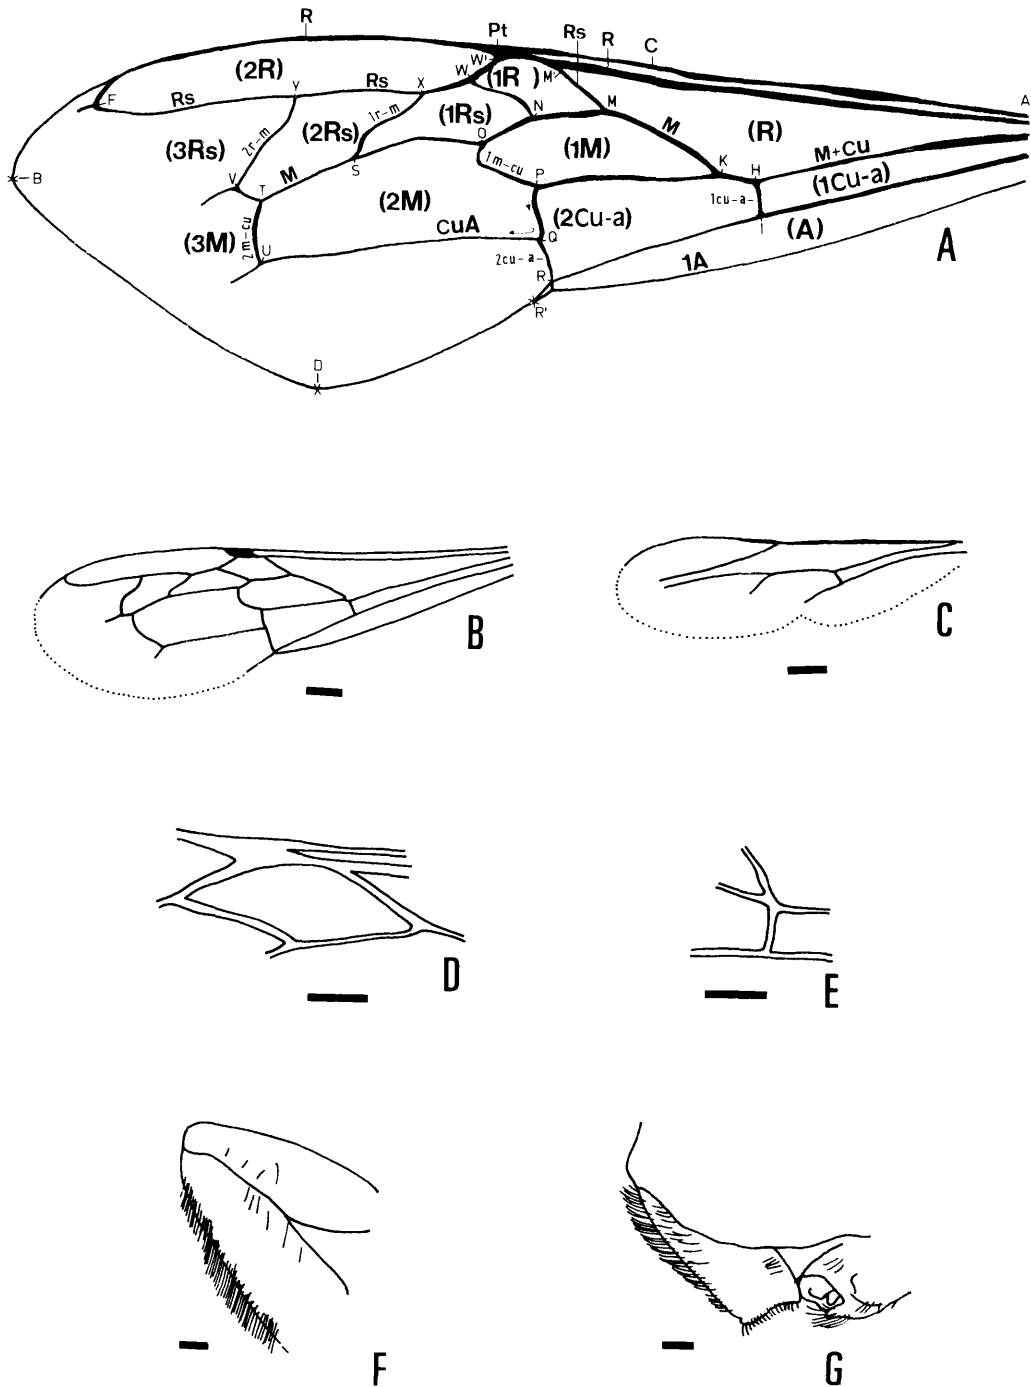 R
Pt
Rs
R
C
(2R)
W'
W
(1R)
M'
A
F
Rs
Y
Rs
X
1r-m
(1Rs)
N
M
(R)
(3Rs)
2r-m
(2Rs)
O
(1M)
M
M+Cu
B
V
T
M
S
1m-cu
P
K
H
(1Cu-a)
1cu-a
(2M)
(2Cu-a)
(3M)
2m-cu
U
CuA
Q
I
(A)
A
2cu-a
R
1A
R'
D
B
C
D
E
F
G